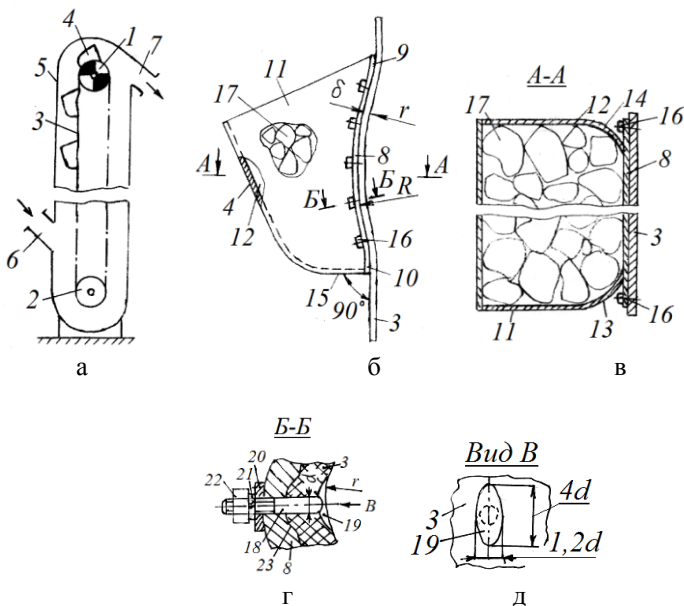 4 1 7
5
3
6
2
а
11 9
17 δ r
8
А А
Б Б R
4
12 16
15 10
90° 3
б
А-А
17 12 14
16
8
3
11 13 16
в
Б-Б
22 21 20 d 3
r
В
18 19
23 8
г
Вид В
3 4d
19 1,2d
д